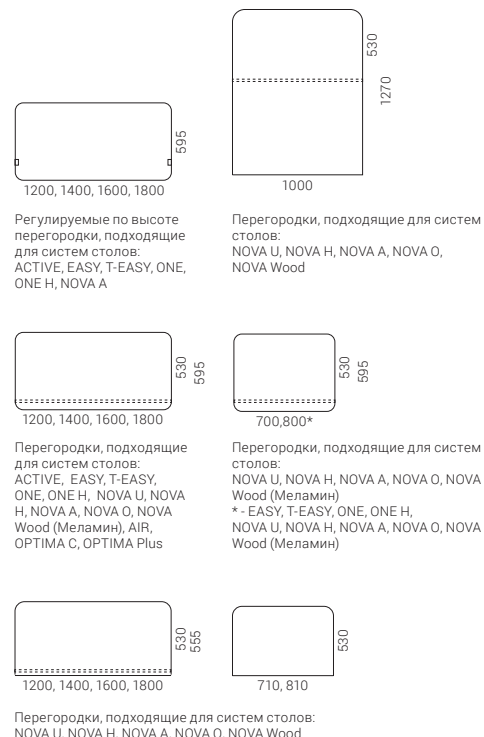 595
1200, 1400, 1600, 1800
Регулируемые по высоте
перегородки, подходящие
для систем столов:
ACTIVE, EASY, T-EASY, ONE,
ONE H, NOVA A
530
1270
1000
Перегородки, подходящие для систем
столов:
NOVA U, NOVA H, NOVA A, NOVA O,
NOVA Wood
530
595
1200, 1400, 1600, 1800
Перегородки, подходящие
для систем столов:
ACTIVE, EASY, T-EASY,
ONE, ONE H, NOVA U, NOVA
H, NOVA A, NOVA O, NOVA
Wood (Меламин), AIR,
OPTIMA C, OPTIMA Plus
530
595
700,800*
Перегородки, подходящие для систем
столов:
NOVA U, NOVA H, NOVA A, NOVA O, NOVA
Wood (Меламин)
* - EASY, T-EASY, ONE, ONE H,
NOVA U, NOVA H, NOVA A, NOVA O, NOVA
Wood (Меламин)
530
555
1200, 1400, 1600, 1800
530
710, 810
Перегородки, подходящие для систем столов:
NOVA U, NOVA H, NOVA A, NOVA O, NOVA Wood